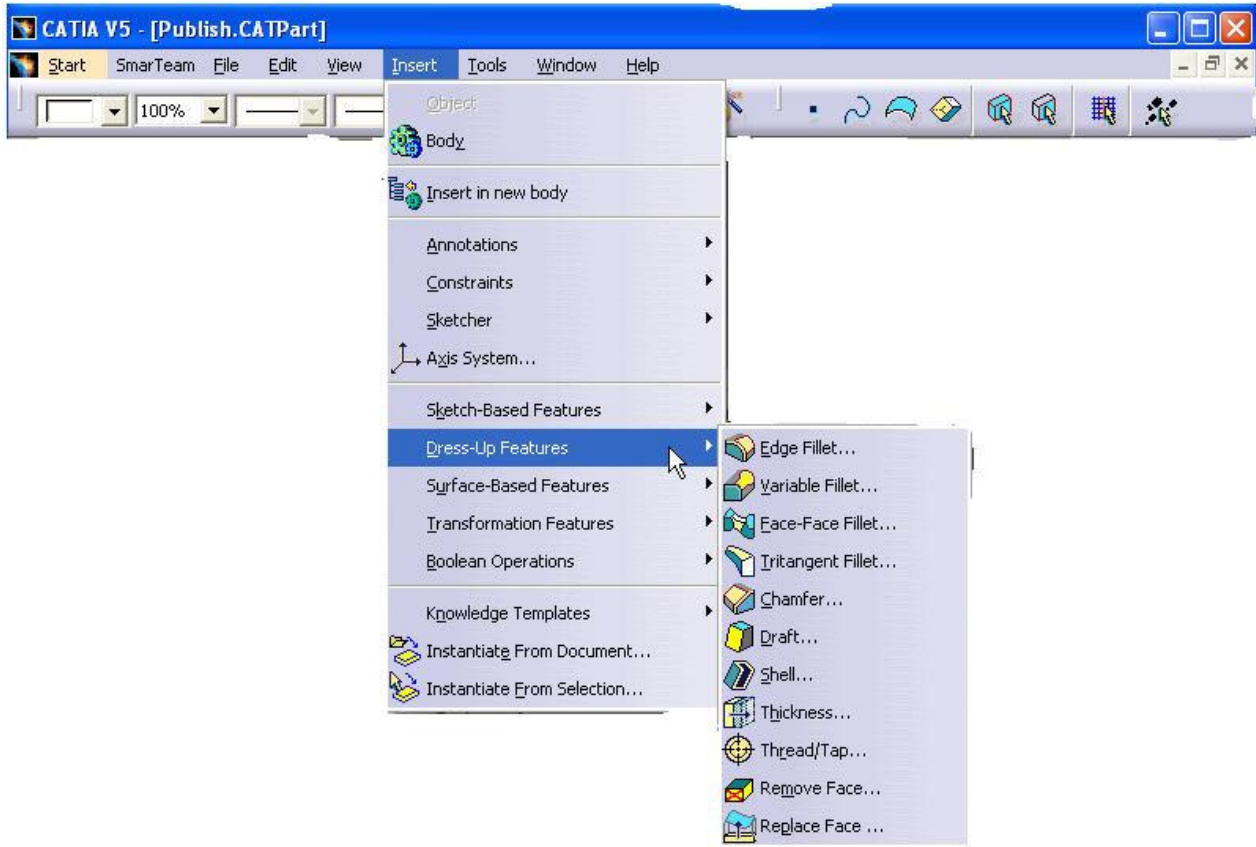 CATIA V5 - [Publish.CATPart]
Start SmarTeam File Edit View Insert Tools Window Help
100%
Object
Body
Insert in new body
Annotations
Constraints
Sketcher
Axis System...
Sketch-Based Features
Dress-Up Features
Surface-Based Features
Transformation Features
Boolean Operations
Knowledge Templates
Instantiate From Document...
Instantiate From Selection...
Edge Fillet...
Variable Fillet...
Face-Face Fillet...
Tritangent Fillet...
Chamfer...
Draft...
Shell...
Thickness...
Thread/Tap...
Remove Face...
Replace Face ...